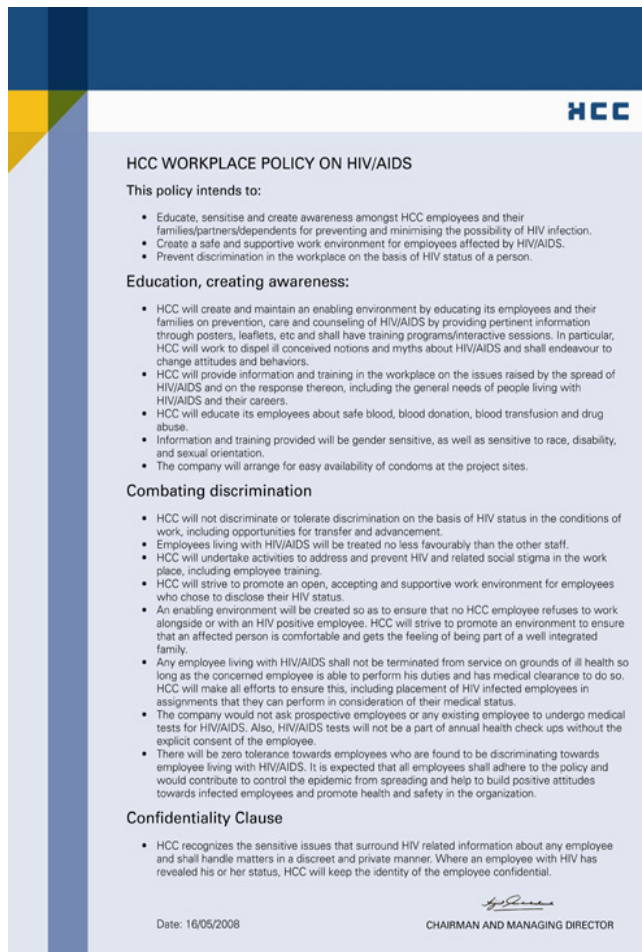 HCC
HCC WORKPLACE POLICY ON HIV/AIDS
This policy intends to:
• Educate, sensitise and create awareness amongst HCC employees and their
families/partners/dependents for preventing and minimising the possibility of HIV infection.
• Create a safe and supportive work environment for employees affected by HIV/AIDS.
• Prevent discrimination in the workplace on the basis of HIV status of a person.
Education, creating awareness:
• HCC will create and maintain an enabling environment by educating its employees and their
families on prevention, care and counseling of HIV/AIDS by providing pertinent information
through posters, leaflets, etc and shall have training programs/interactive sessions. In particular,
HCC will work to dispel ill conceived notions and myths about HIV/AIDS and shall endeavour to
change attitudes and behaviors.
• HCC will provide information and training in the workplace on the issues raised by the spread of
HIV/AIDS and on the response thereon, including the general needs of people living with
HIV/AIDS and their careers.
• HCC will educate its employees about safe blood, blood donation, blood transfusion and drug
abuse.
• Information and training provided will be gender sensitive, as well as sensitive to race, disability,
and sexual orientation.
• The company will arrange for easy availability of condoms at the project sites.
Combating discrimination
• HCC will not discriminate or tolerate discrimination on the basis of HIV status in the conditions of
work, including opportunities for transfer and advancement.
• Employees living with HIV/AIDS will be treated no less favourably than the other staff.
• HCC will undertake activities to address and prevent HIV and related social stigma in the work
place, including employee training.
• HCC will strive to promote an open, accepting and supportive work environment for employees
who chose to disclose their HIV status.
• An enabling environment will be created so as to ensure that no HCC employee refuses to work
alongside or with an HIV positive employee. HCC will strive to promote an environment to ensure
that an affected person is comfortable and gets the feeling of being part of a well integrated
family.
• Any employee living with HIV/AIDS shall not be terminated from service on grounds of ill health so
long as the concerned employee is able to perform his duties and has medical clearance to do so.
HCC will make all efforts to ensure this, including placement of HIV infected employees in
assignments that they can perform in consideration of their medical status.
• The company would not ask prospective employees or any existing employee to undergo medical
tests for HIV/AIDS. Also, HIV/AIDS tests will not be a part of annual health check ups without the
explicit consent of the employee.
• There will be zero tolerance towards employees who are found to be discriminating towards
employee living with HIV/AIDS. It is expected that all employees shall adhere to the policy and
would contribute to control the epidemic from spreading and help to build positive attitudes
towards infected employees and promote health and safety in the organization.
Confidentiality Clause
• HCC recognizes the sensitive issues that surround HIV related information about any employee
and shall handle matters in a discreet and private manner. Where an employee with HIV has
revealed his or her status, HCC will keep the identity of the employee confidential.
Date: 16/05/2008
CHAIRMAN AND MANAGING DIRECTOR